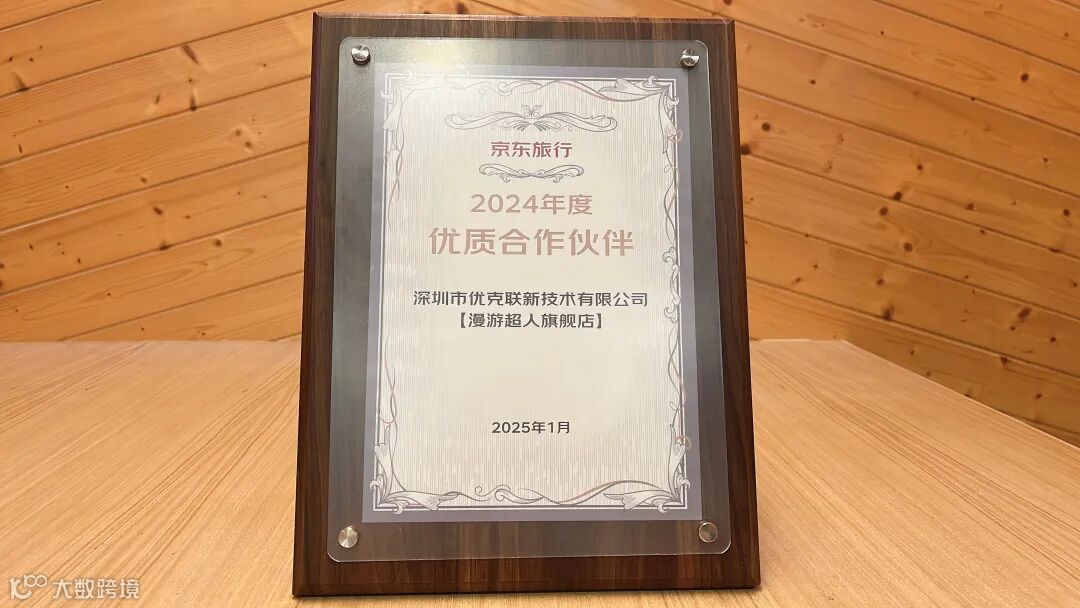 京东旅行
2024年度
优质合作伙伴
深圳市优克联新技术有限公司
【漫游超人旗舰店】
2025年1月
大数跨境